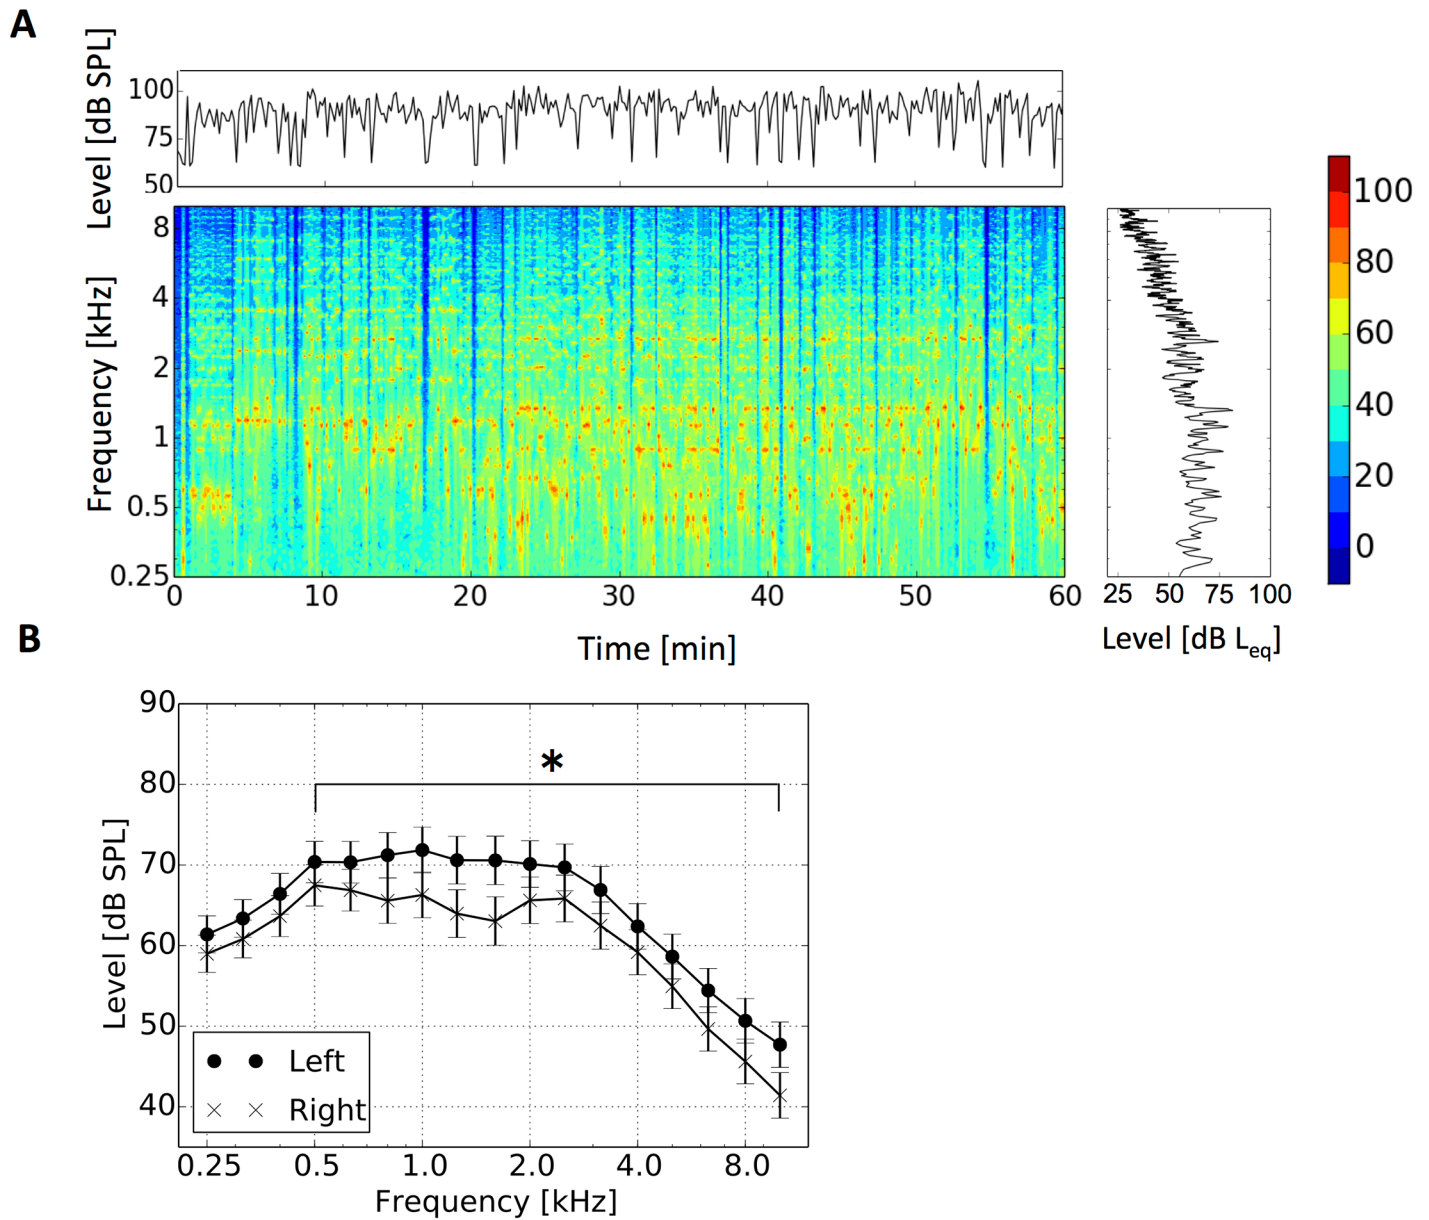 A
Level [dB SPL]
100
75
50
Frequency [kHz]
8
4
2
1
0.5
0.25
0 10 20 30 40 50 60
Time [min]
25 50 75 100
Level [dB Leq]
100
80
60
40
20
0
B
Level [dB SPL]
90
80
70
60
50
40
*
Left
Right
0.25 0.5 1.0 2.0 4.0 8.0
Frequency [kHz]